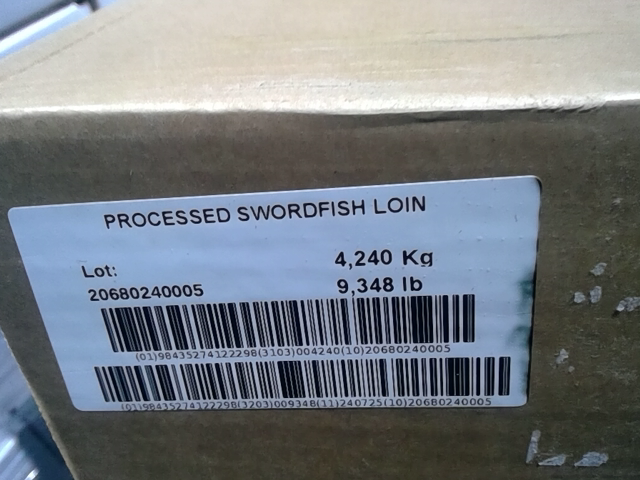 PROCESSED SWORDFISH LOIN
Lot:
4,240 Kg
20680240005
9,348 lb
(01)98435274122298(3103)004240(10)20680240005
(01)98435274122298(3203)009348(11)240725(10)20680240005